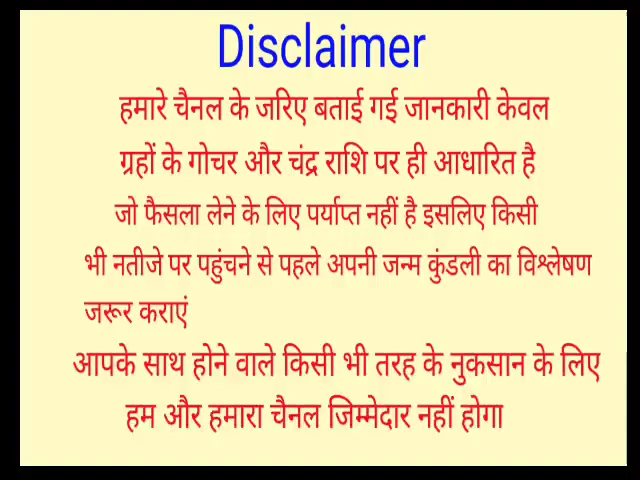 Disclaimer
हमारे चैनल के जरिए बताई गई जानकारी केवल
ग्रहों के गोचर और चंद्र राशि पर ही आधारित है
जो फैसला लेने के लिए पर्याप्त नहीं है इसलिए किसी
भी नतीजे पर पहुंचने से पहले अपनी जन्म कुंडली का विश्लेषण
जरूर कराएं
आपके साथ होने वाले किसी भी तरह के नुकसान के लिए
हम और हमारा चैनल जिम्मेदार नहीं होगा